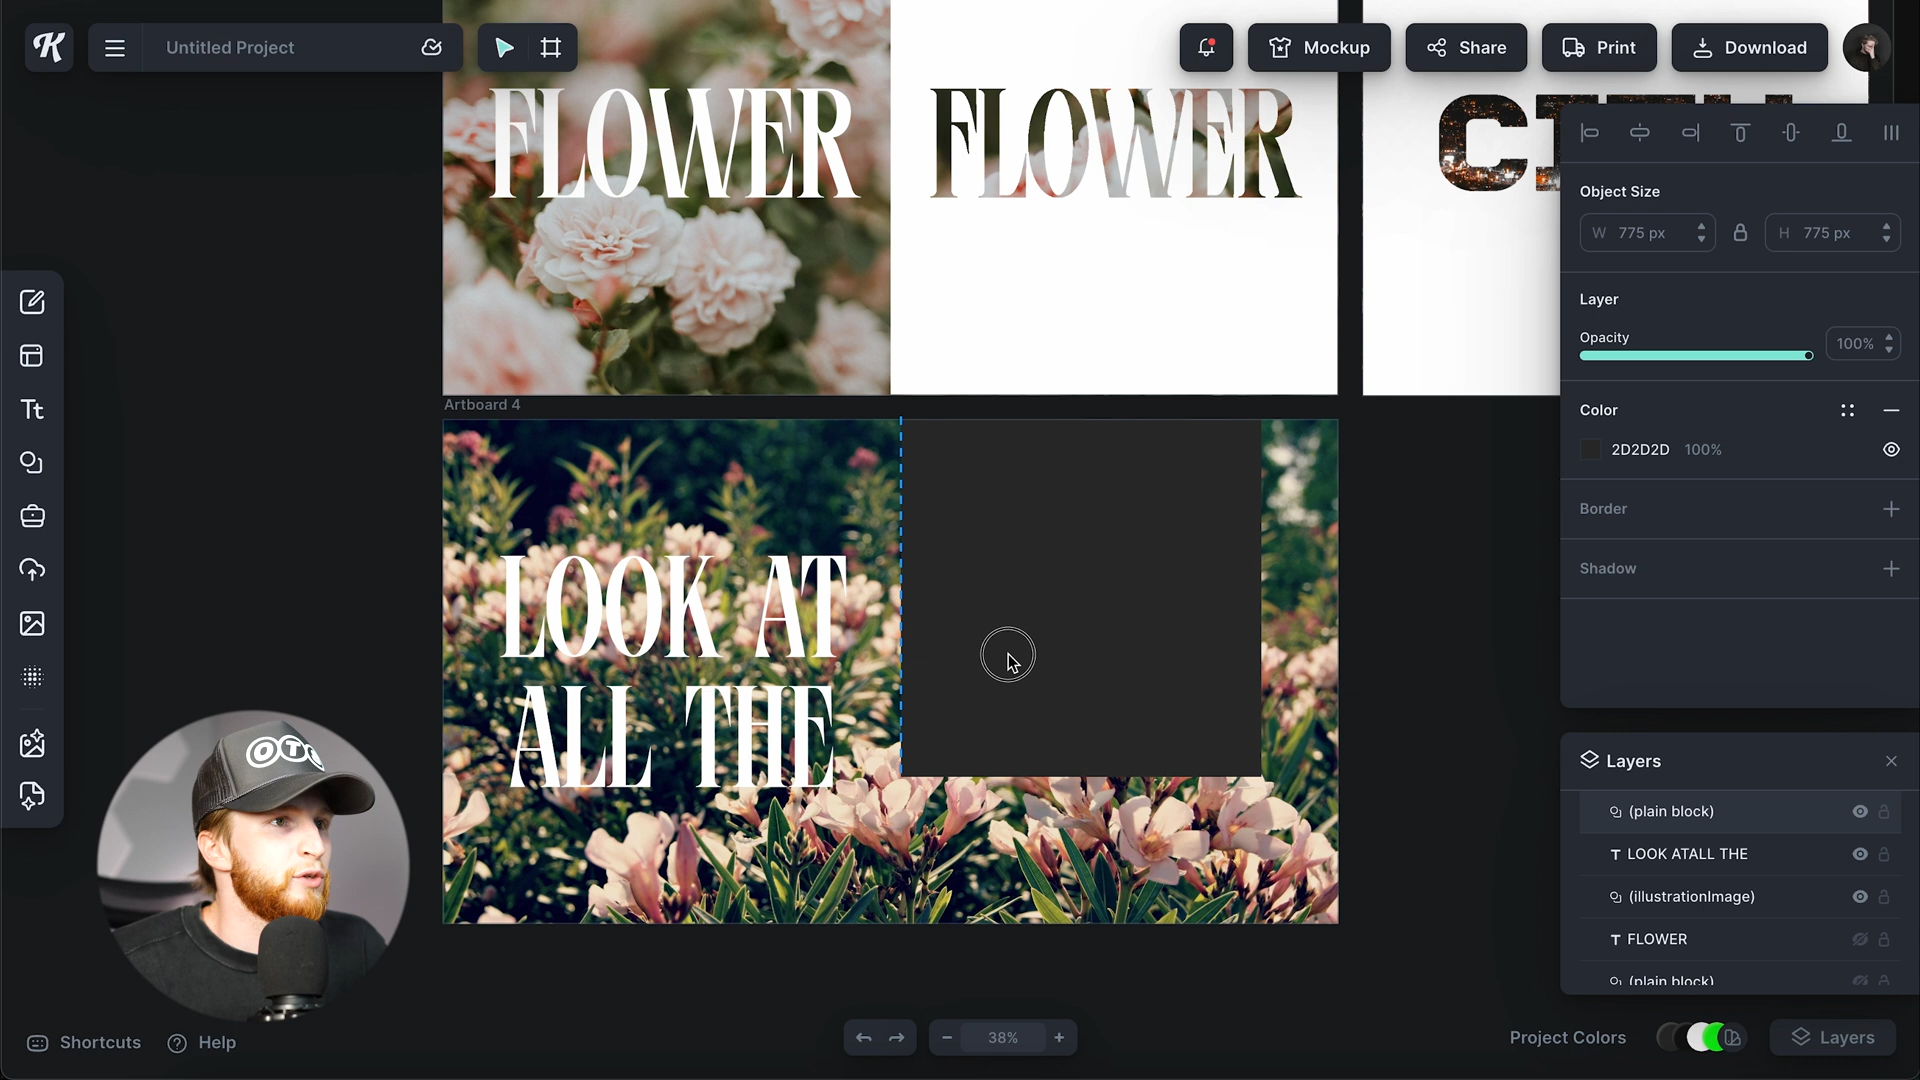 K
Untitled Project
Mockup
Share
Print
Download
FLOWER
FLOWER
Object Size
W 775 px
H 775 px
Layer
Opacity
100%
Color
2D2D2D 100%
Border
Shadow
Artboard 4
LOOK AT
ALL THE
Tt
Layers
(plain block)
T LOOK ATALL THE
(illustrationImage)
T FLOWER
(plain block)
Shortcuts
Help
38%
Project Colors
Layers